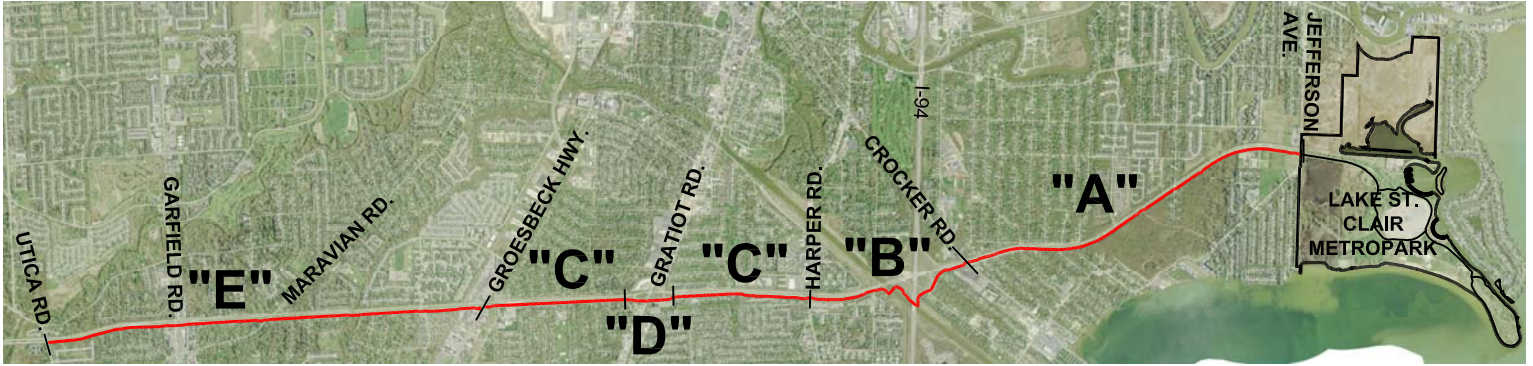 UTICA RD.
GARFIELD RD.
"E"
MARAVIAN RD.
GROESBECK HWY.
"C"
"D"
GRATIOT RD.
"C"
HARPER RD.
"B"
CROCKER RD.
I-94
"A"
JEFFERSON
AVE.
LAKE ST.
CLAIR
METROPARK